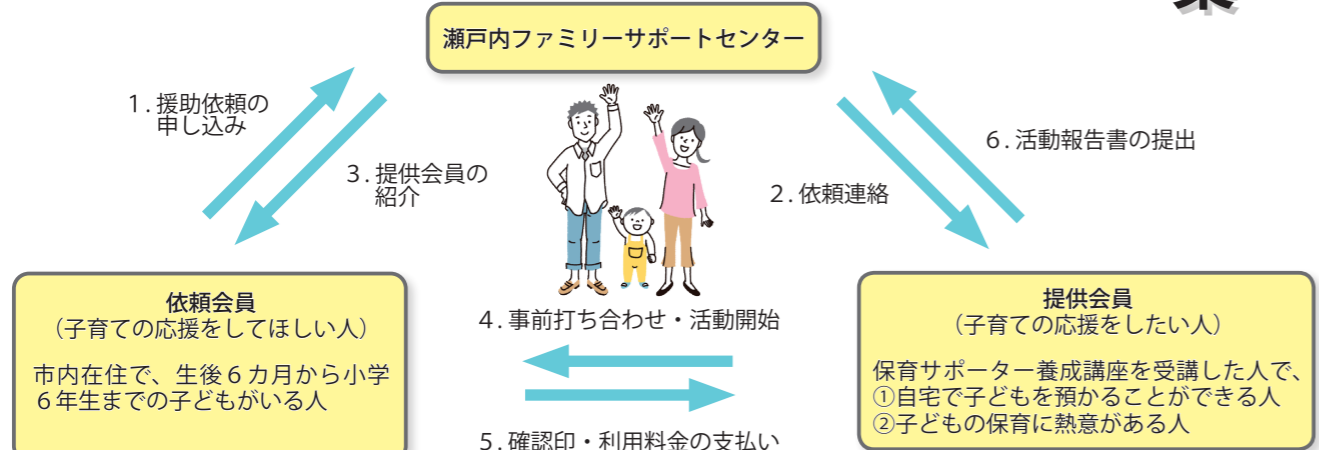 業
瀬戸内ファミリーサポートセンター
1.援助依頼の
申し込み
3.提供会員の
紹介
2.依頼連絡
6.活動報告書の提出
依頼会員
（子育ての応援をしてほしい人）
市内在住で、生後６カ月から小学
６年生までの子どもがいる人
4.事前打ち合わせ・活動開始
5.確認印・利用料金の支払い
提供会員
（子育ての応援をしたい人）
保育サポーター養成講座を受講した人で、
①自宅で子どもを預かることができる人
②子どもの保育に熱意がある人